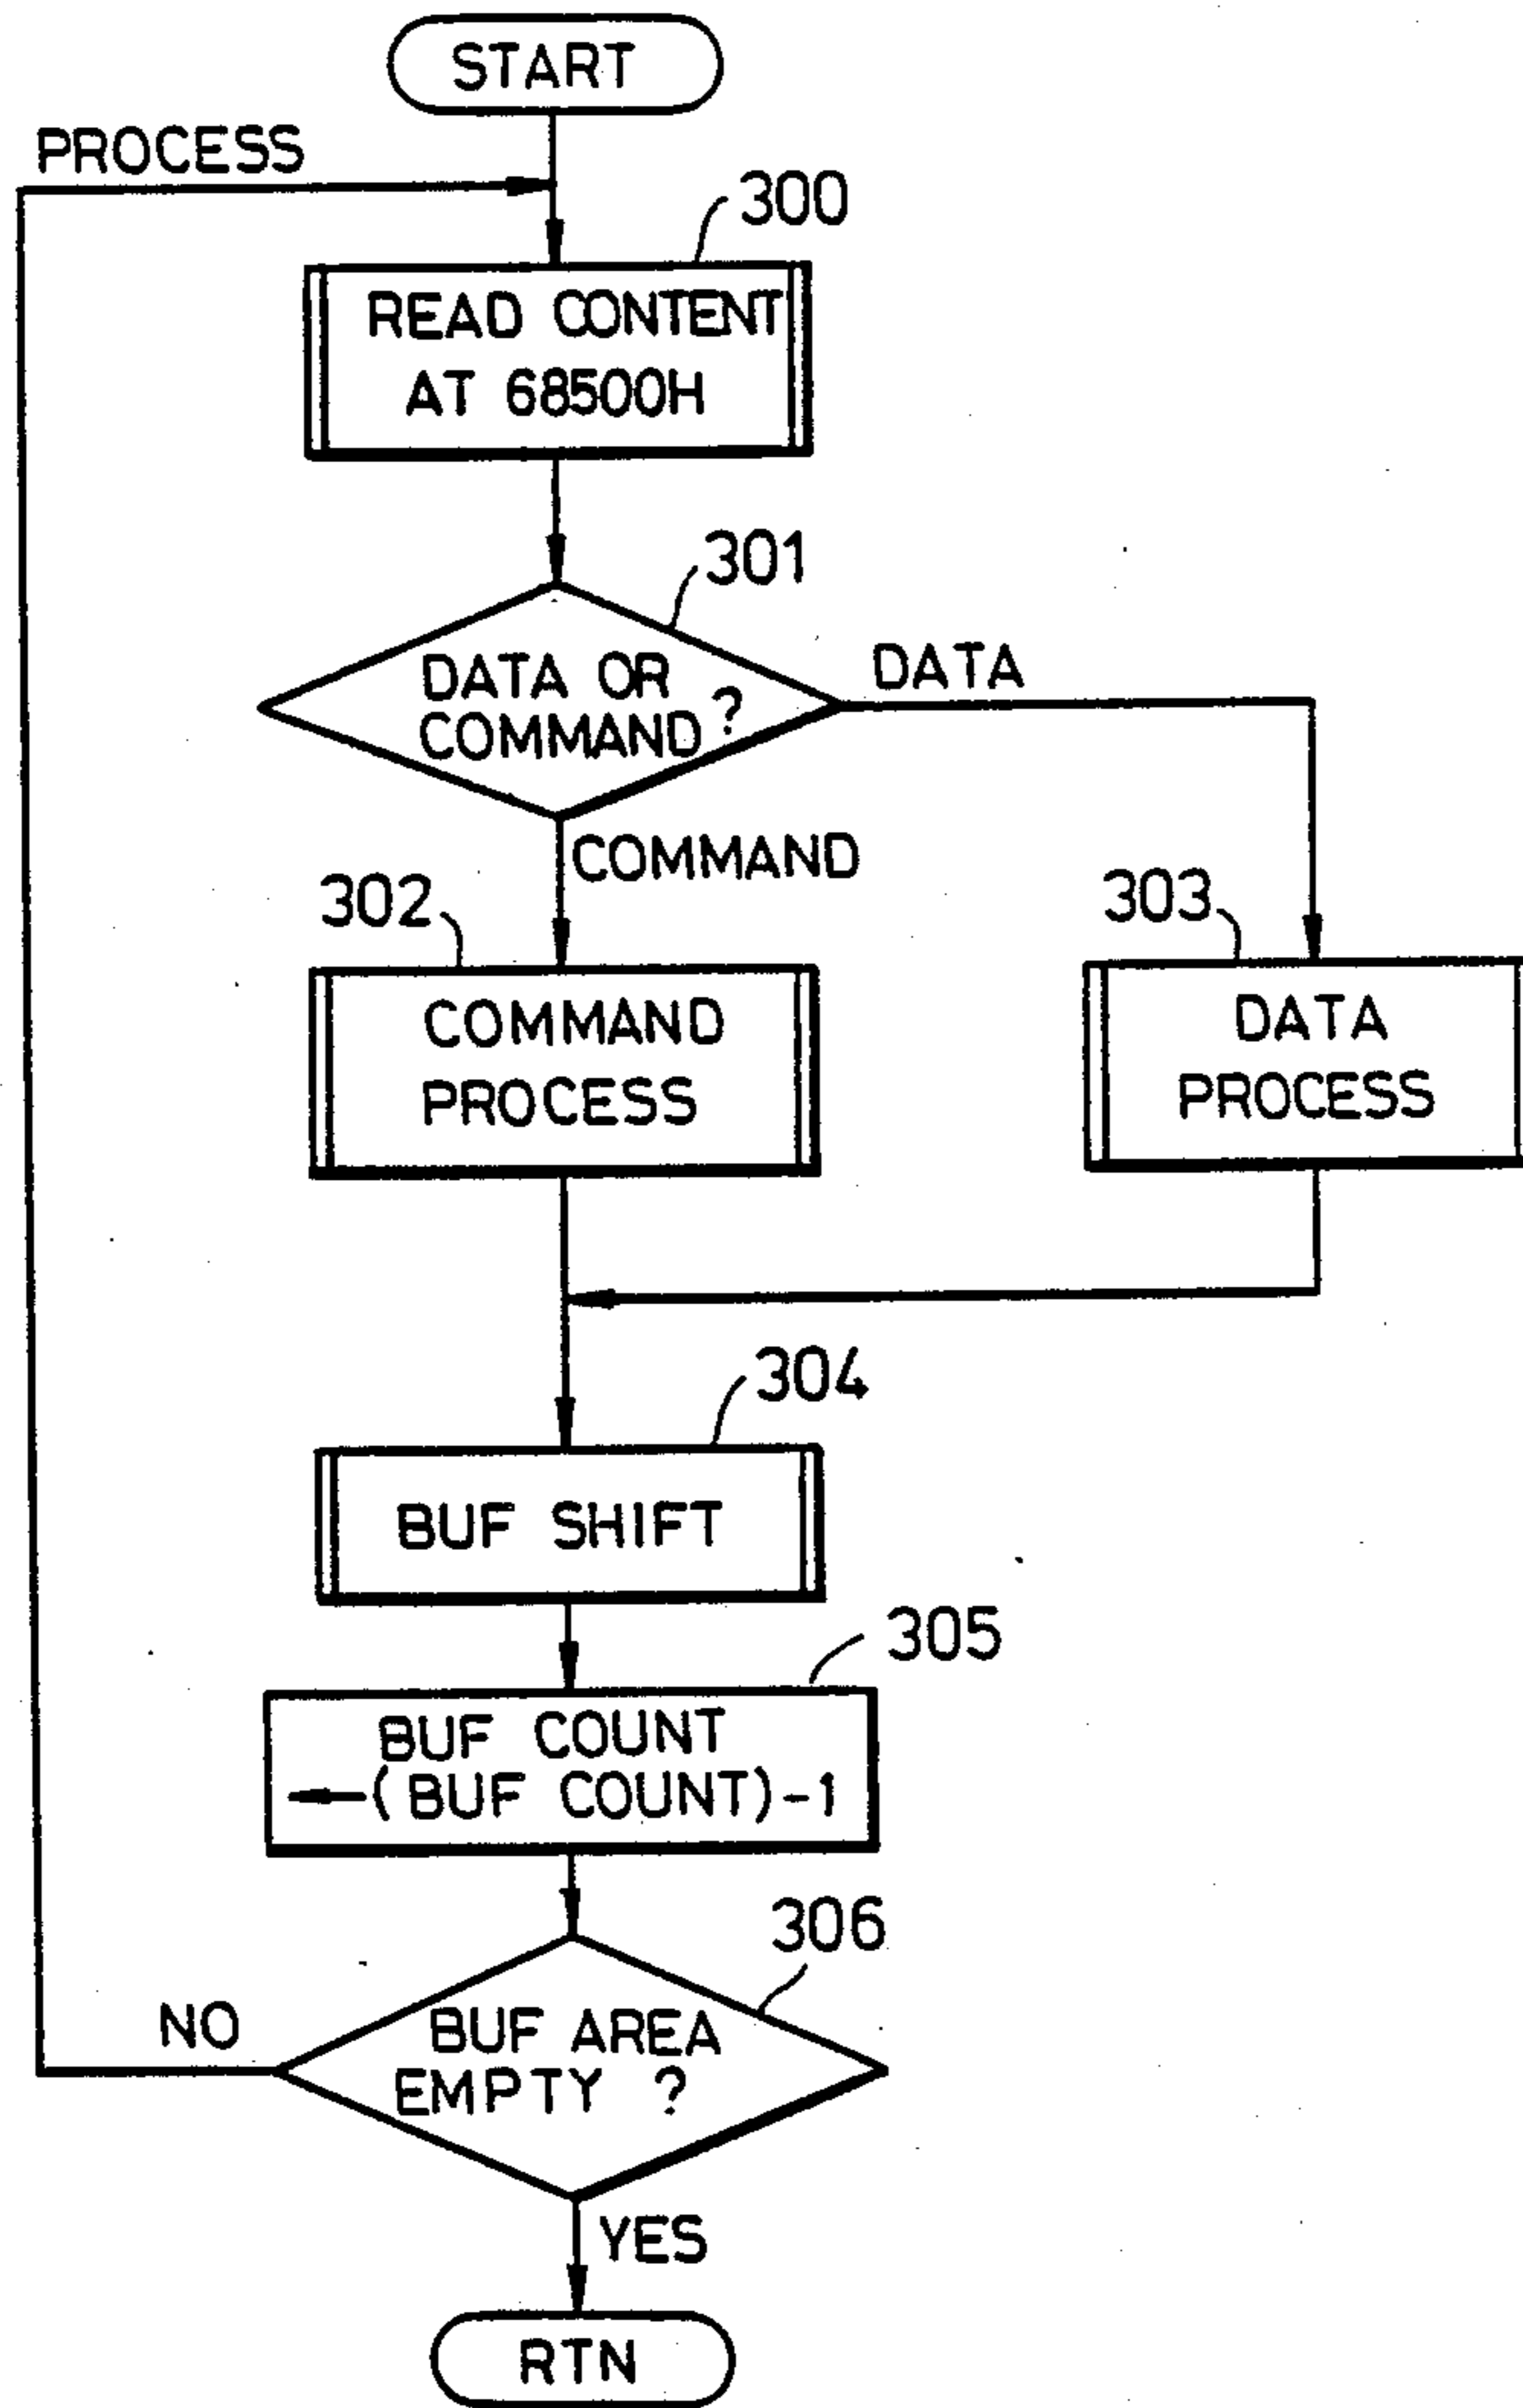 START
PROCESS
300
READ CONTENT
AT 68500H
301
DATA OR
COMMAND ?
DATA
COMMAND
302
303
COMMAND
PROCESS
DATA
PROCESS
304
BUF SHIFT
305
BUF COUNT
←(BUF COUNT)-1
306
BUF AREA
EMPTY ?
NO
YES
RTN